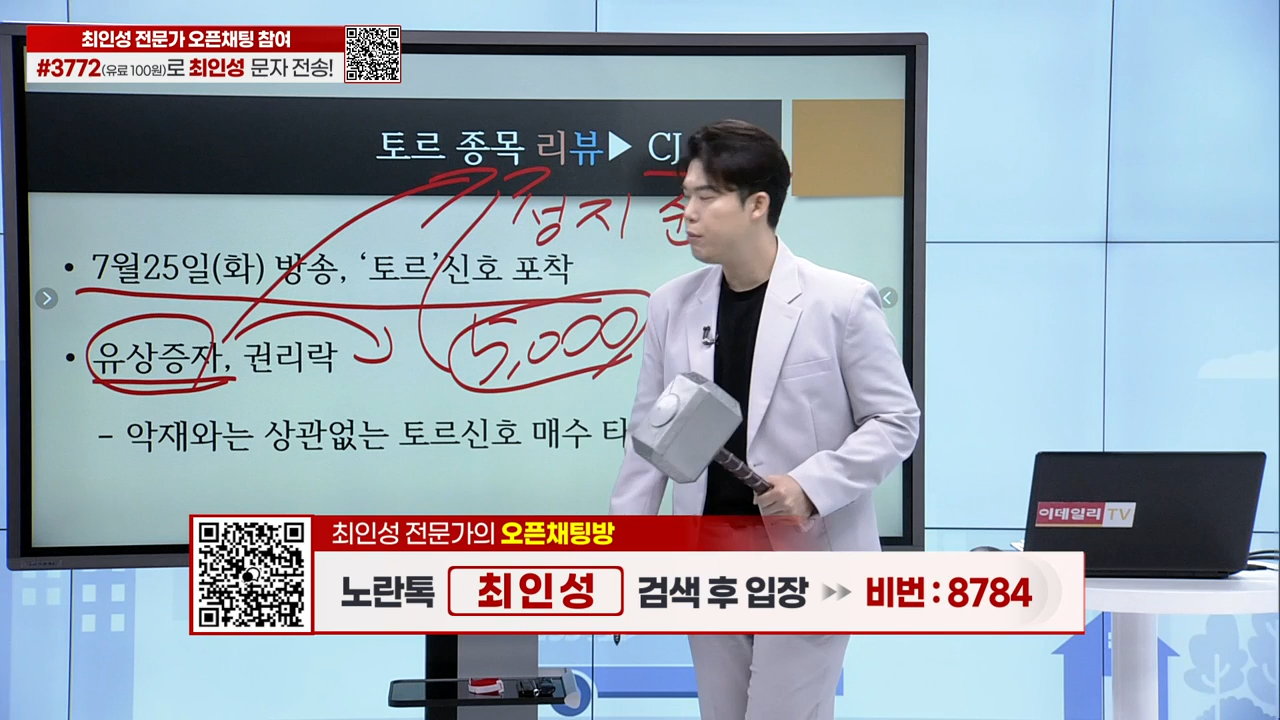 최인성 전문가 오픈채팅 참여
#3772(유료 100원)로 최인성 문자 전송!
토르 종목 리뷰▶ CJ
정지
• 7월25일(화) 방송, ‘토르’신호 포착
5,000
• 유상증자, 권리락
– 악재와는 상관없는 토르신호 매수 타
이데일리TV
최인성 전문가의 오픈채팅방
노란톡 최인성 검색 후 입장 비번 : 8784